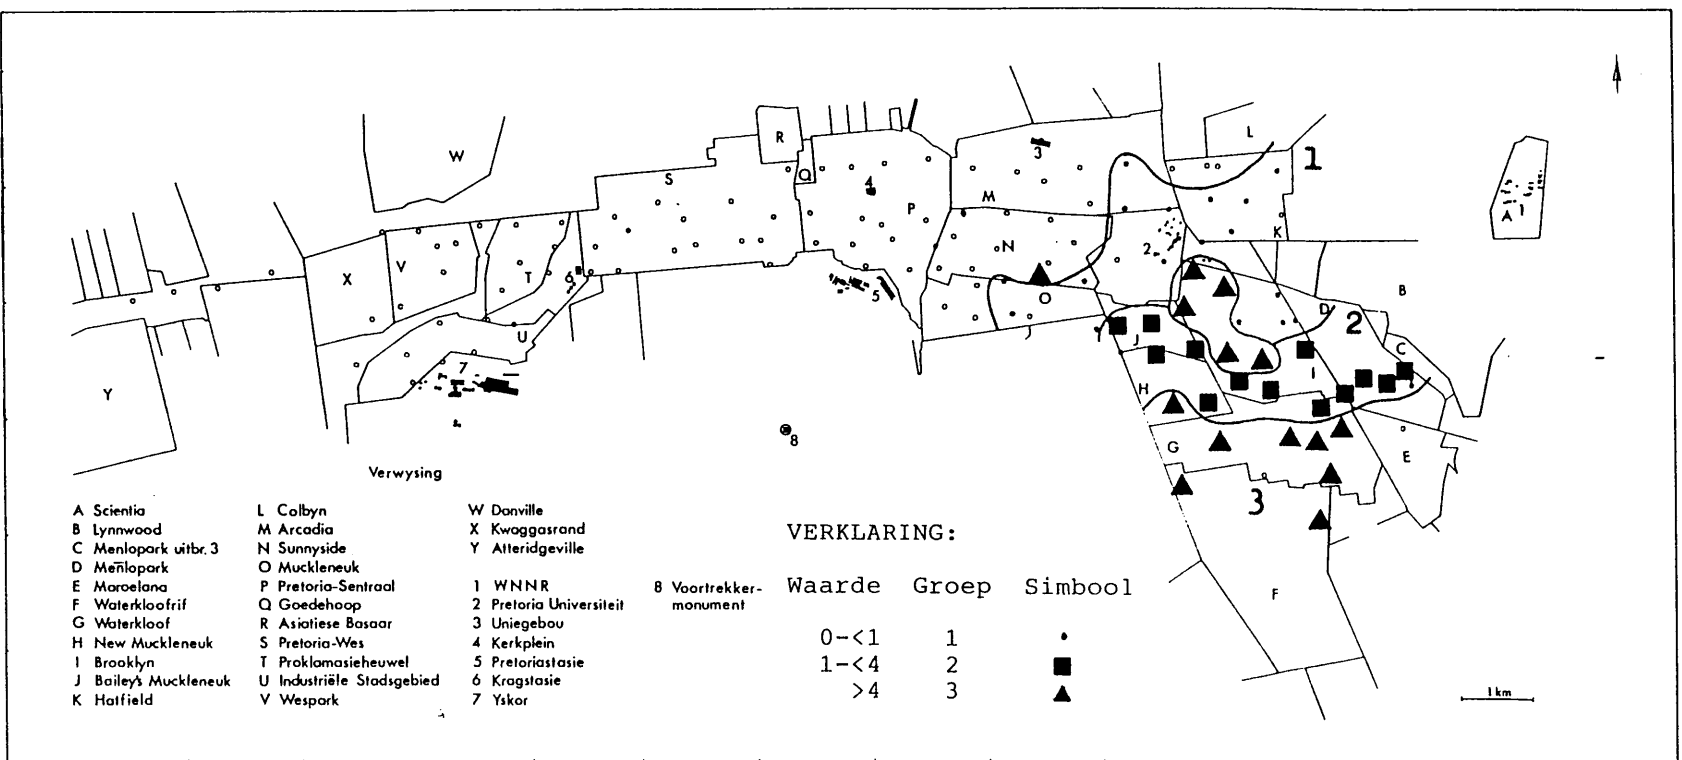 W
R
L
1
3
S
Q
4
P
M
A 1
N
K
X
V
T
6
2
B
5
O
D
2
U
J
C
7
I
Y
H
8
G
E
3
F
Verwysing
A Scientia
B Lynnwood
C Menlopark uitbr. 3
D Menlopark
E Maroelana
F Waterkloofrif
G Waterkloof
H New Muckleneuk
I Brooklyn
J Bailey's Muckleneuk
K Hatfield
L Colbyn
M Arcadia
N Sunnyside
O Muckleneuk
P Pretoria-Sentraal
Q Goedehoop
R Asiatiese Basaar
S Pretoria-Wes
T Proklamasieheuwel
U Industriële Stadsgebied
V Wespark
W Danville
X Kwaggasrand
Y Atteridgeville
1 WNNR
2 Pretoria Universiteit
3 Uniegebou
4 Kerkplein
5 Pretoriastasie
6 Kragstasie
7 Yskor
8 Voortrekker-
monument
VERKLARING:
Waarde Groep Simbool
0-<1 1
1-<4 2
>4 3
1 km